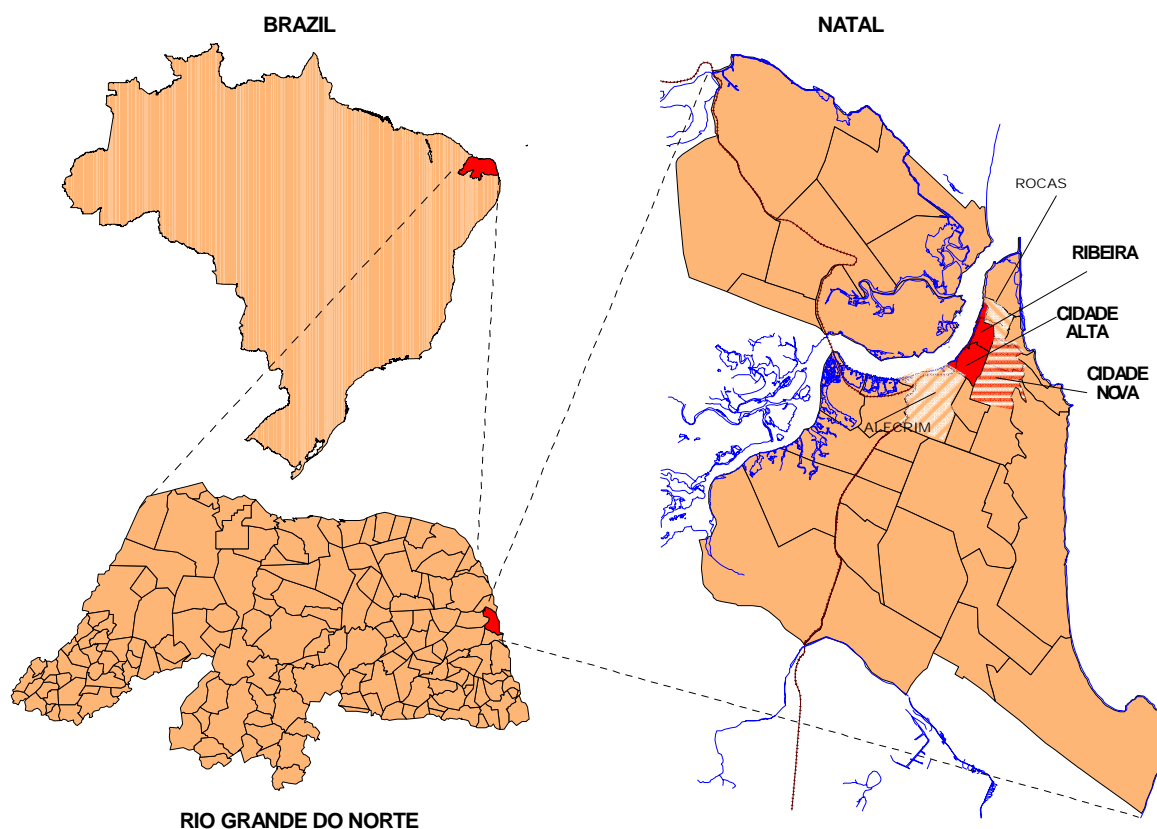 BRAZIL
NATAL
ROCAS
RIBEIRA
CIDADE
ALTA
CIDADE
NOVA
ALECRIM
RIO GRANDE DO NORTE